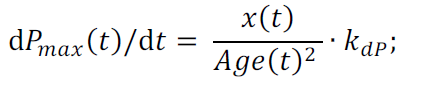 dP_max(t)/dt = x(t)/Age(t)² · k_dP;